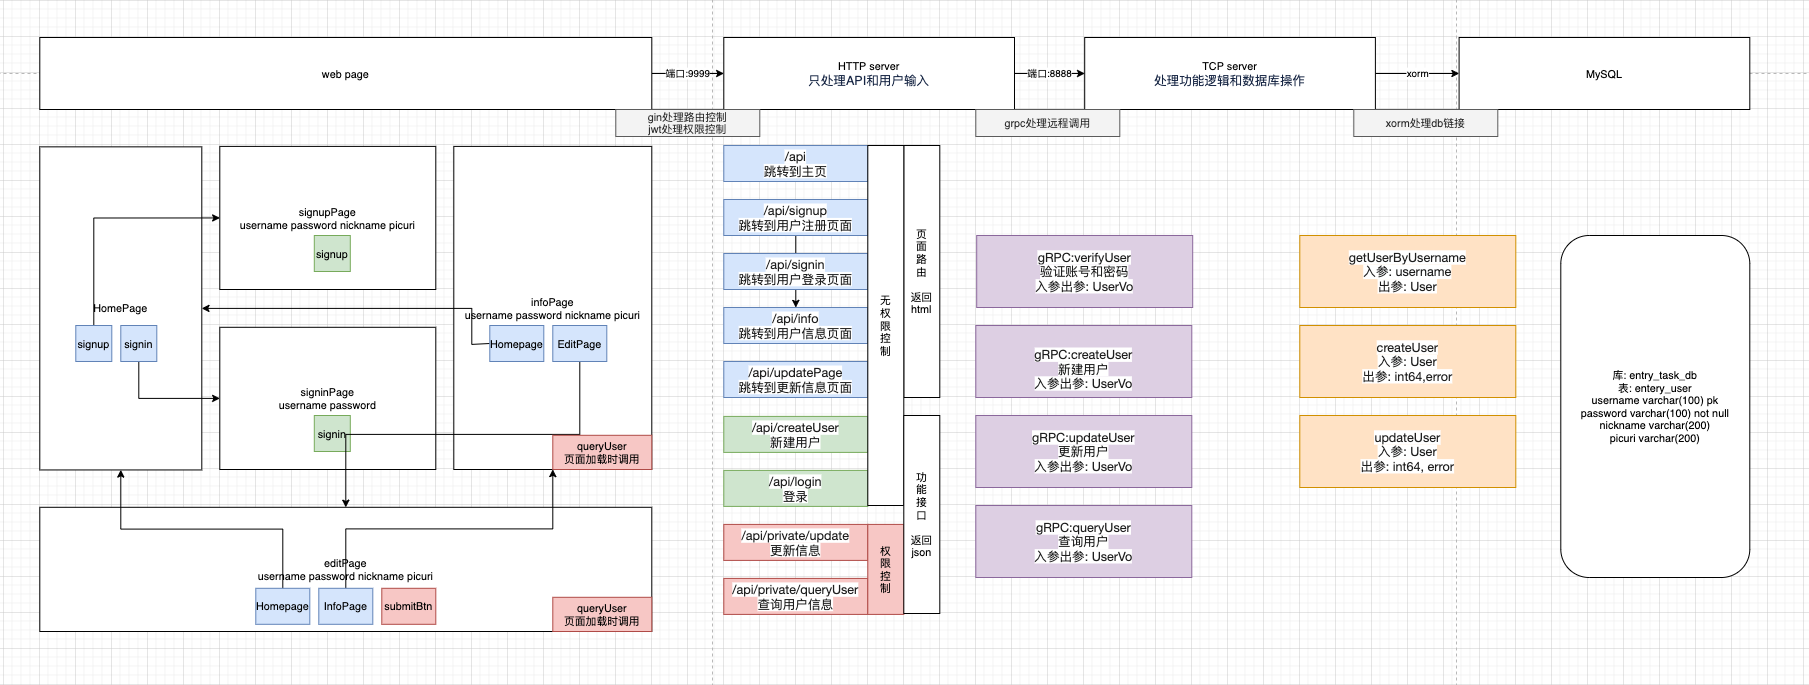 web page
端口:9999
HTTP server
只处理API和用户输入
端口:8888
TCP server
处理功能逻辑和数据库操作
xorm
MySQL
gin处理路由控制
jwt处理权限控制
grpc处理远程调用
xorm处理db链接
HomePage
signup
signin
signupPage
username password nickname picuri
signup
signinPage
username password
signin
infoPage
username password nickname picuri
Homepage
EditPage
queryUser
页面加载时调用
editPage
username password nickname picuri
Homepage
InfoPage
submitBtn
queryUser
页面加载时调用
/api
跳转到主页
/api/signup
跳转到用户注册页面
/api/signin
跳转到用户登录页面
/api/info
跳转到用户信息页面
/api/updatePage
跳转到更新信息页面
/api/createUser
新建用户
/api/login
登录
/api/private/update
更新信息
/api/private/queryUser
查询用户信息
无
权
限
控
制
权
限
控
制
页
面
路
由
返回
html
功
能
接
口
返回
json
gRPC:verifyUser
验证账号和密码
入参出参: UserVo
gRPC:createUser
新建用户
入参出参: UserVo
gRPC:updateUser
更新用户
入参出参: UserVo
gRPC:queryUser
查询用户
入参出参: UserVo
getUserByUsername
入参: username
出参: User
createUser
入参: User
出参: int64,error
updateUser
入参: User
出参: int64, error
库: entry_task_db
表: entery_user
username varchar(100) pk
password varchar(100) not null
nickname varchar(200)
picuri varchar(200)